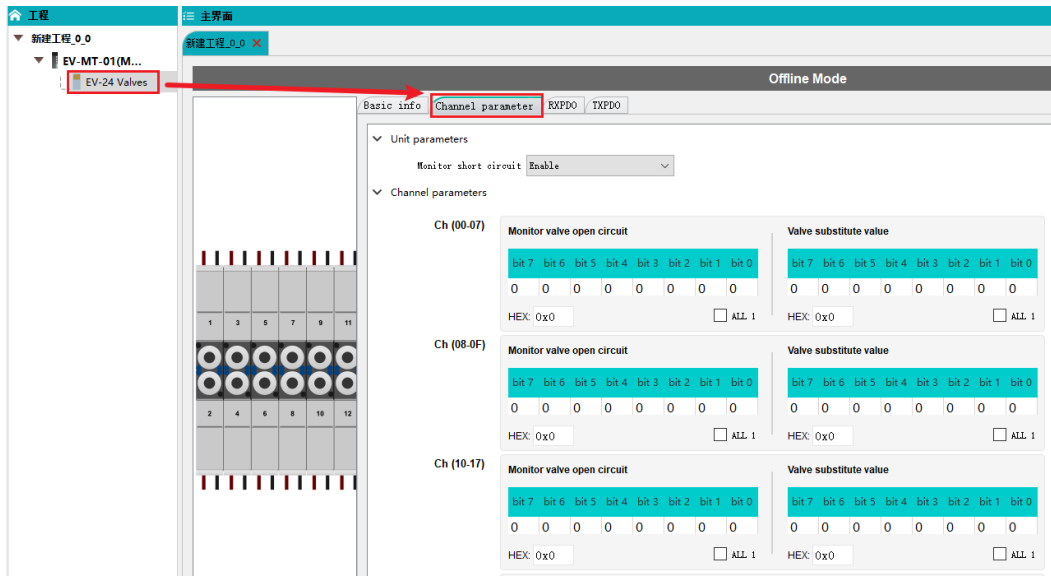 工程
主界面
新建工程_0_0
新建工程_0_0
EV-MT-01(M...
EV-24 Valves
Offline Mode
Basic info Channel parameter RXPDO TXPDO
Unit parameters
Monitor short circuit Enable
Channel parameters
Ch (00-07) Monitor valve open circuit Valve substitute value
bit 7 bit 6 bit 5 bit 4 bit 3 bit 2 bit 1 bit 0 bit 7 bit 6 bit 5 bit 4 bit 3 bit 2 bit 1 bit 0
0 0 0 0 0 0 0 0 0 0 0 0 0 0 0 0
HEX: 0x0 ALL 1 HEX: 0x0 ALL 1
1 3 5 7 9 11
Ch (08-0F) Monitor valve open circuit Valve substitute value
bit 7 bit 6 bit 5 bit 4 bit 3 bit 2 bit 1 bit 0 bit 7 bit 6 bit 5 bit 4 bit 3 bit 2 bit 1 bit 0
0 0 0 0 0 0 0 0 0 0 0 0 0 0 0 0
2 4 6 8 10 12
HEX: 0x0 ALL 1 HEX: 0x0 ALL 1
Ch (10-17) Monitor valve open circuit Valve substitute value
bit 7 bit 6 bit 5 bit 4 bit 3 bit 2 bit 1 bit 0 bit 7 bit 6 bit 5 bit 4 bit 3 bit 2 bit 1 bit 0
0 0 0 0 0 0 0 0 0 0 0 0 0 0 0 0
HEX: 0x0 ALL 1 HEX: 0x0 ALL 1